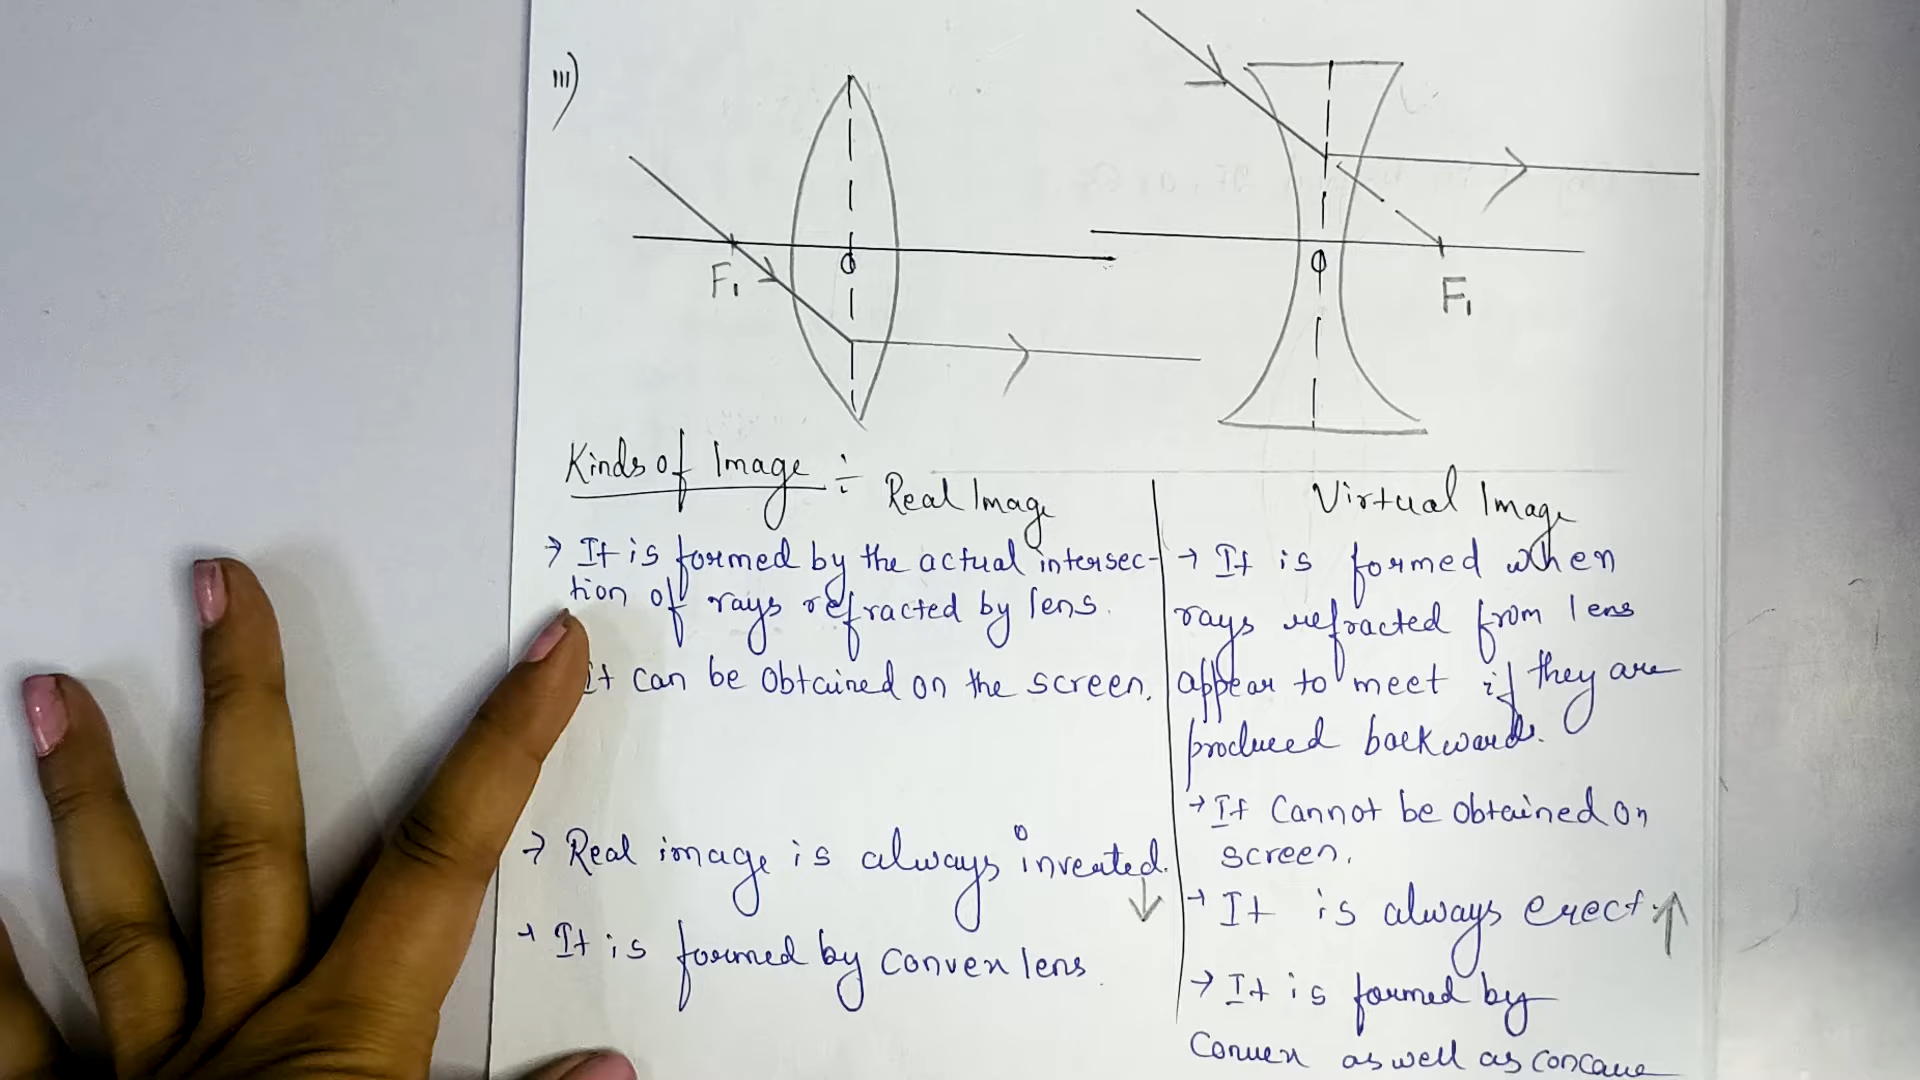 III)
F1
O
O
F1
Kinds of Image ÷
Real Image
→ It is formed by the actual intersec-
tion of rays refracted by lens.
It can be obtained on the screen.
→ Real image is always inverted. ↓
→ It is formed by convex lens
Virtual Image
→ It is formed when
rays refracted from lens
appear to meet if they are
produced backwards.
→ It Cannot be obtained on
screen.
→ It is always erect. ↑
→ It is formed by
Convex as well as concave